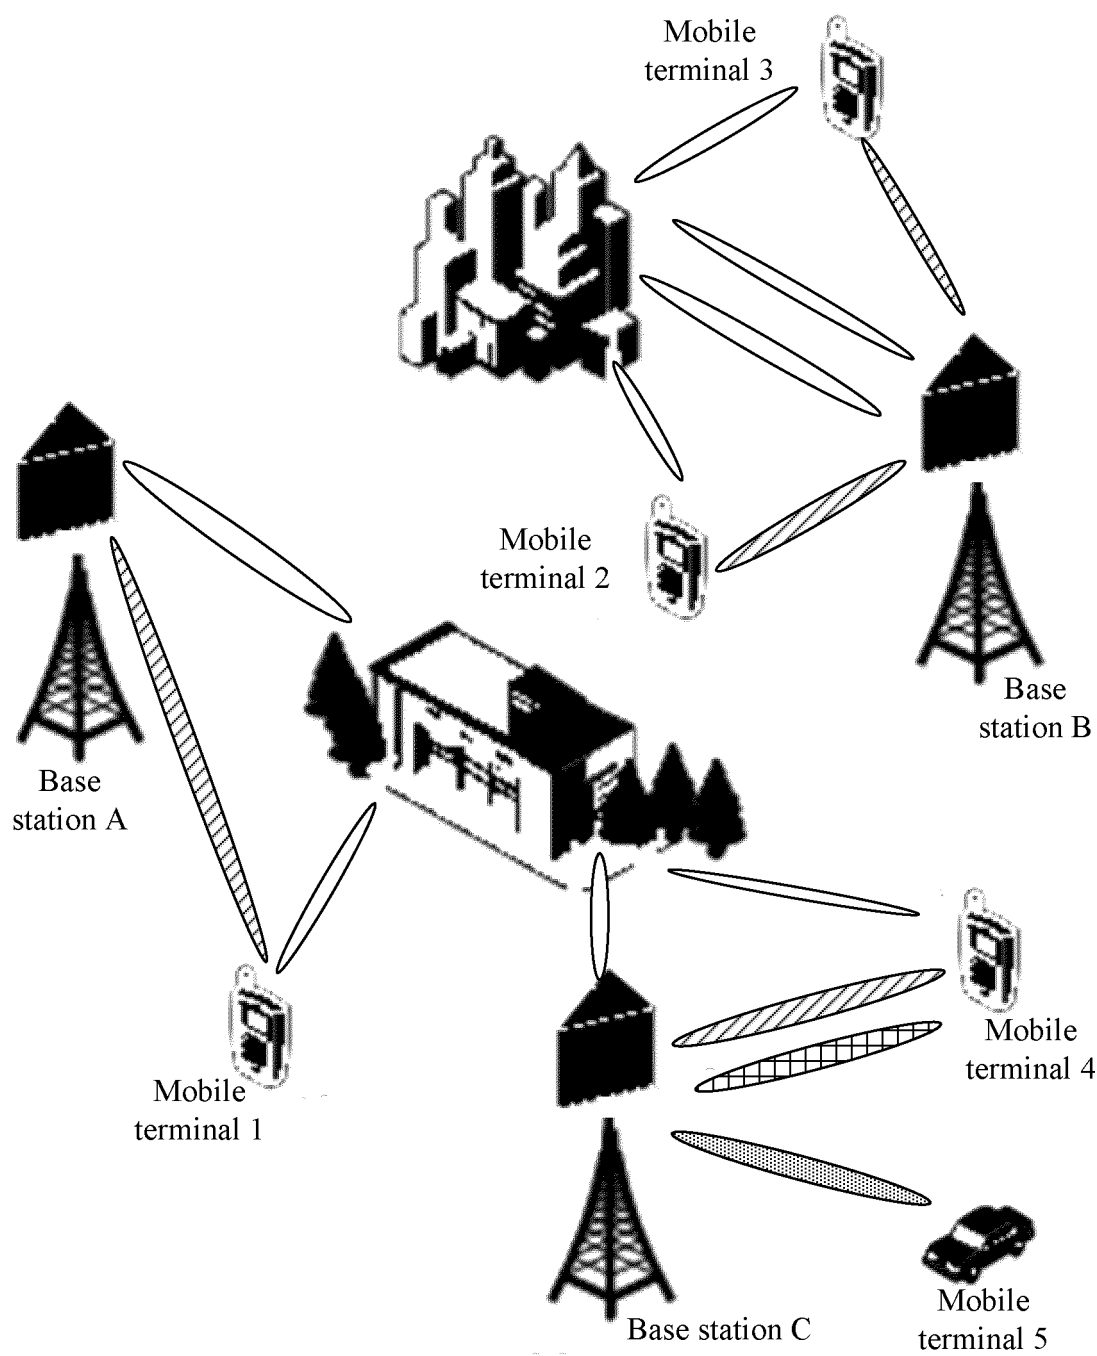 Mobile
terminal 3
Mobile
terminal 2
Base
station B
Base
station A
Mobile
terminal 4
Mobile
terminal 1
Mobile
terminal 5
Base station C